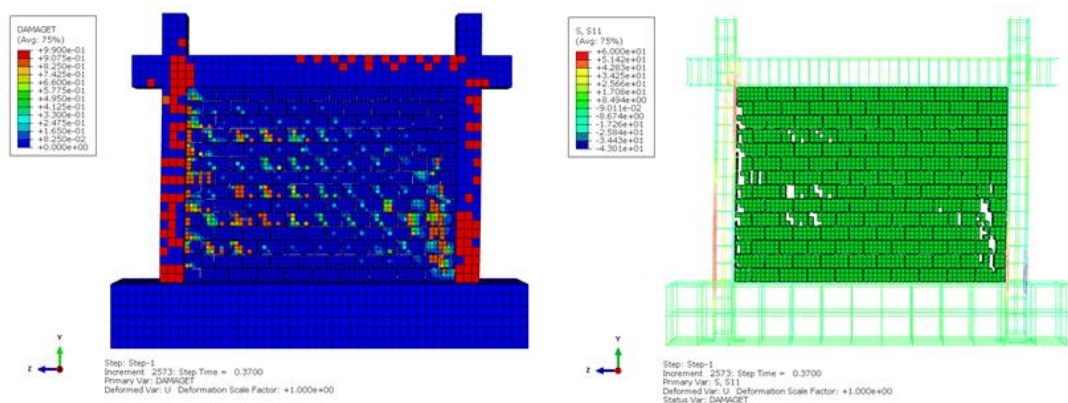 DAMAGET
(Avg: 75%)
+9.900e-01
+9.075e-01
+8.250e-01
+7.425e-01
+6.600e-01
+5.775e-01
+4.950e-01
+4.125e-01
+3.300e-01
+2.475e-01
+1.650e-01
+8.250e-02
+0.000e+00
Y
Z
Step: Step-1
Increment 2573: Step Time = 0.3700
Primary Var: DAMAGET
Deformed Var: U Deformation Scale Factor: +1.000e+00
S, S11
(Avg: 75%)
+6.000e+01
+5.142e+01
+4.283e+01
+3.425e+01
+2.566e+01
+1.708e+01
+8.494e+00
-9.011e-02
-8.674e+00
-1.726e+01
-2.584e+01
-3.443e+01
-4.301e+01
Y
Z
Step: Step-1
Increment 2573: Step Time = 0.3700
Primary Var: S, S11
Deformed Var: U Deformation Scale Factor: +1.000e+00
Status Var: DAMAGET